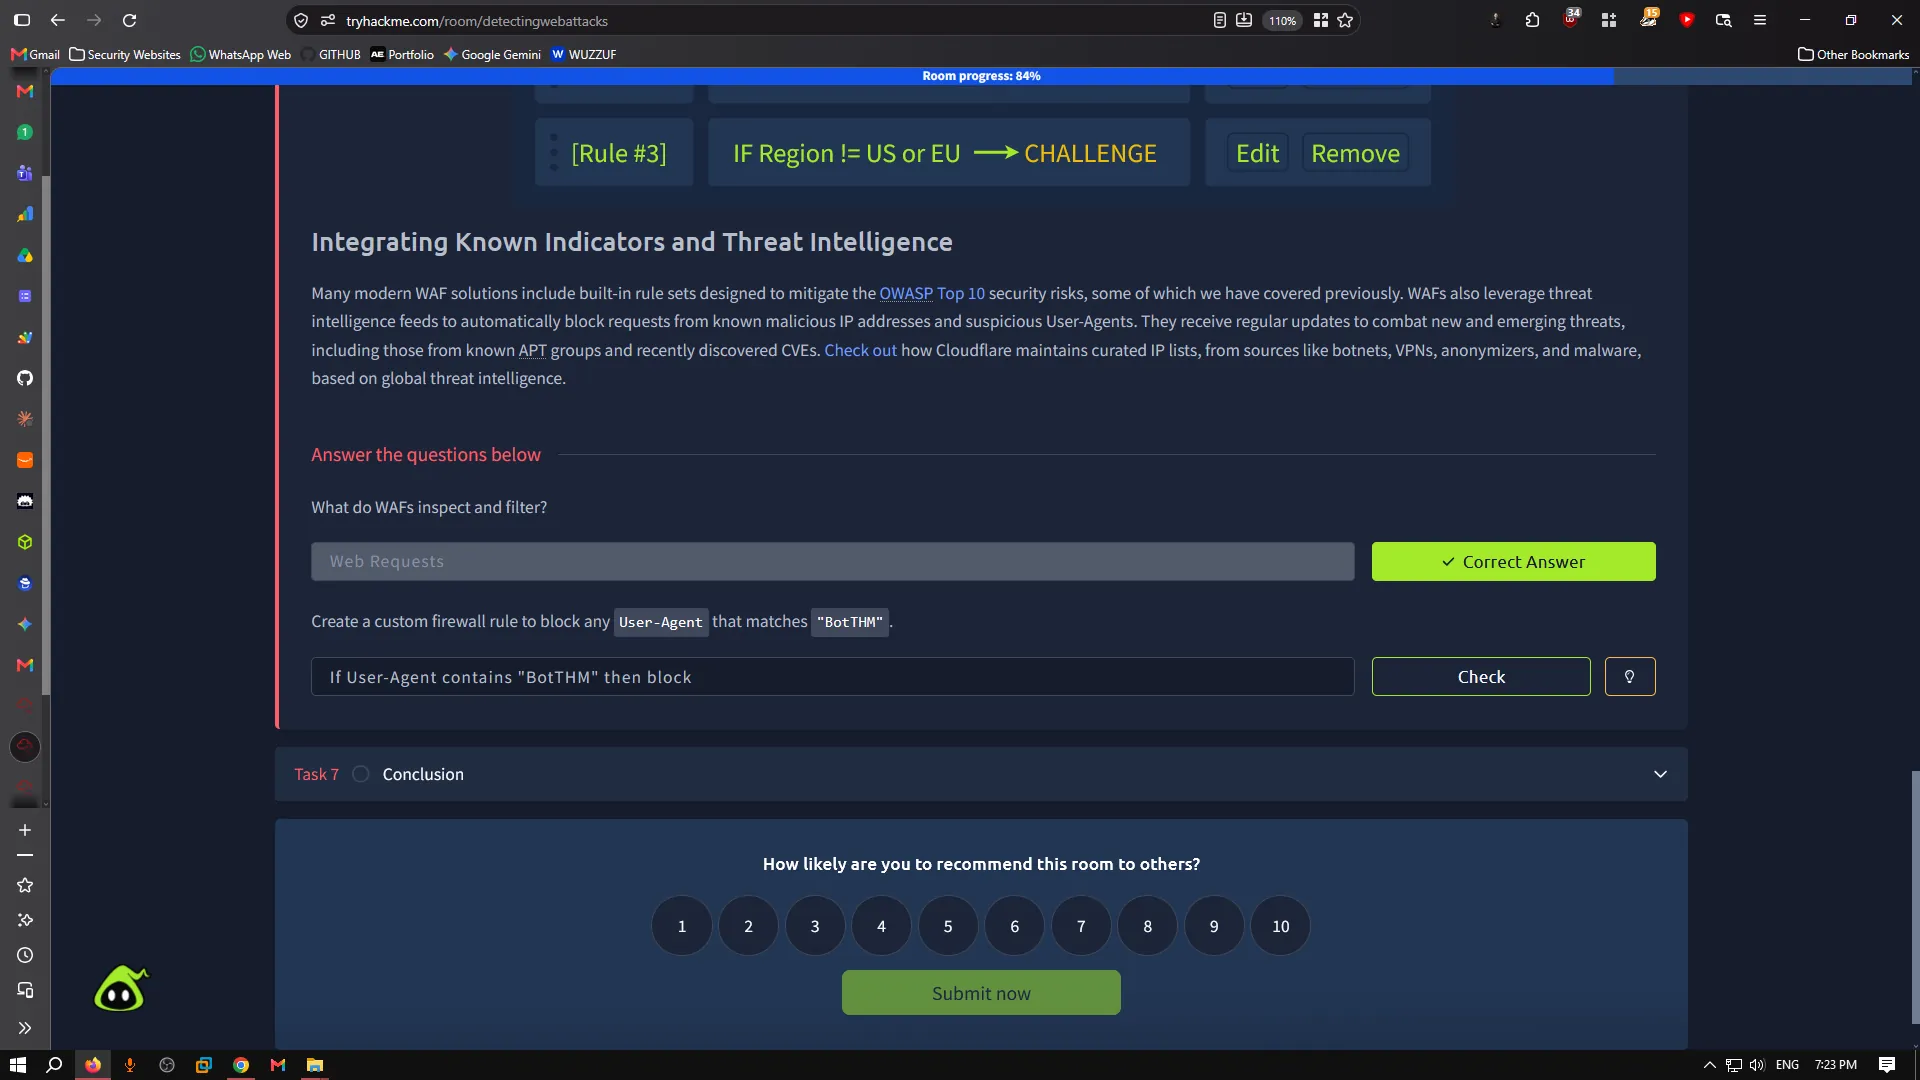 tryhackme.com/room/detectingwebattacks
110%
34
15
Gmail
Security Websites
WhatsApp Web
GITHUB
AE Portfolio
Google Gemini
W WUZZUF
Other Bookmarks
Room progress: 84%
1
[Rule #3]
IF Region != US or EU → CHALLENGE
Edit
Remove
Integrating Known Indicators and Threat Intelligence
Many modern WAF solutions include built-in rule sets designed to mitigate the OWASP Top 10 security risks, some of which we have covered previously. WAFs also leverage threat
intelligence feeds to automatically block requests from known malicious IP addresses and suspicious User-Agents. They receive regular updates to combat new and emerging threats,
including those from known APT groups and recently discovered CVEs. Check out how Cloudflare maintains curated IP lists, from sources like botnets, VPNs, anonymizers, and malware,
based on global threat intelligence.
Answer the questions below
What do WAFs inspect and filter?
Web Requests
✓ Correct Answer
Create a custom firewall rule to block any User-Agent that matches "BotTHM".
If User-Agent contains "BotTHM" then block
Check
Task 7
Conclusion
How likely are you to recommend this room to others?
1 2 3 4 5 6 7 8 9 10
Submit now
ENG
7:23 PM